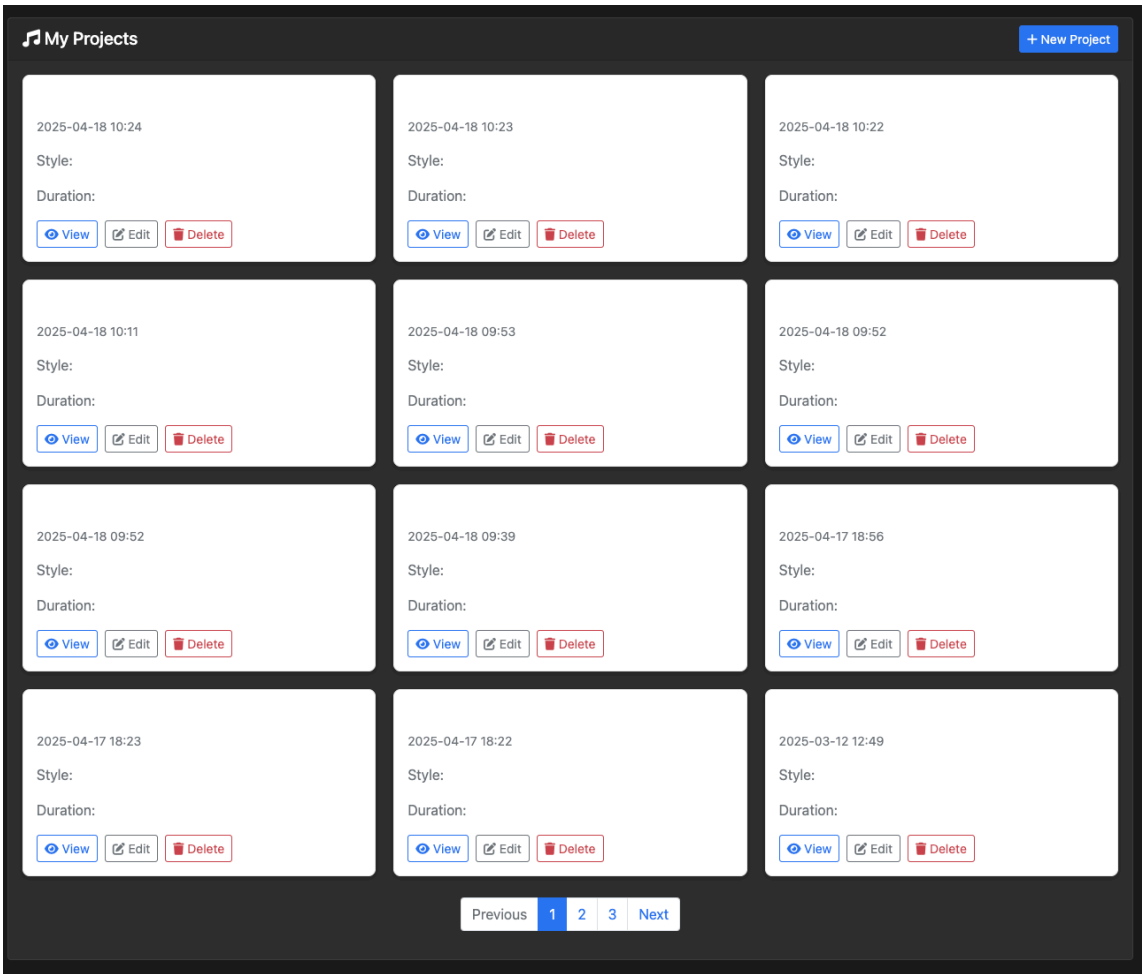 My Projects
+ New Project
2025-04-18 10:24
Style:
Duration:
View Edit Delete
2025-04-18 10:23
Style:
Duration:
View Edit Delete
2025-04-18 10:22
Style:
Duration:
View Edit Delete
2025-04-18 10:11
Style:
Duration:
View Edit Delete
2025-04-18 09:53
Style:
Duration:
View Edit Delete
2025-04-18 09:52
Style:
Duration:
View Edit Delete
2025-04-18 09:52
Style:
Duration:
View Edit Delete
2025-04-18 09:39
Style:
Duration:
View Edit Delete
2025-04-17 18:56
Style:
Duration:
View Edit Delete
2025-04-17 18:23
Style:
Duration:
View Edit Delete
2025-04-17 18:22
Style:
Duration:
View Edit Delete
2025-03-12 12:49
Style:
Duration:
View Edit Delete
Previous 1 2 3 Next